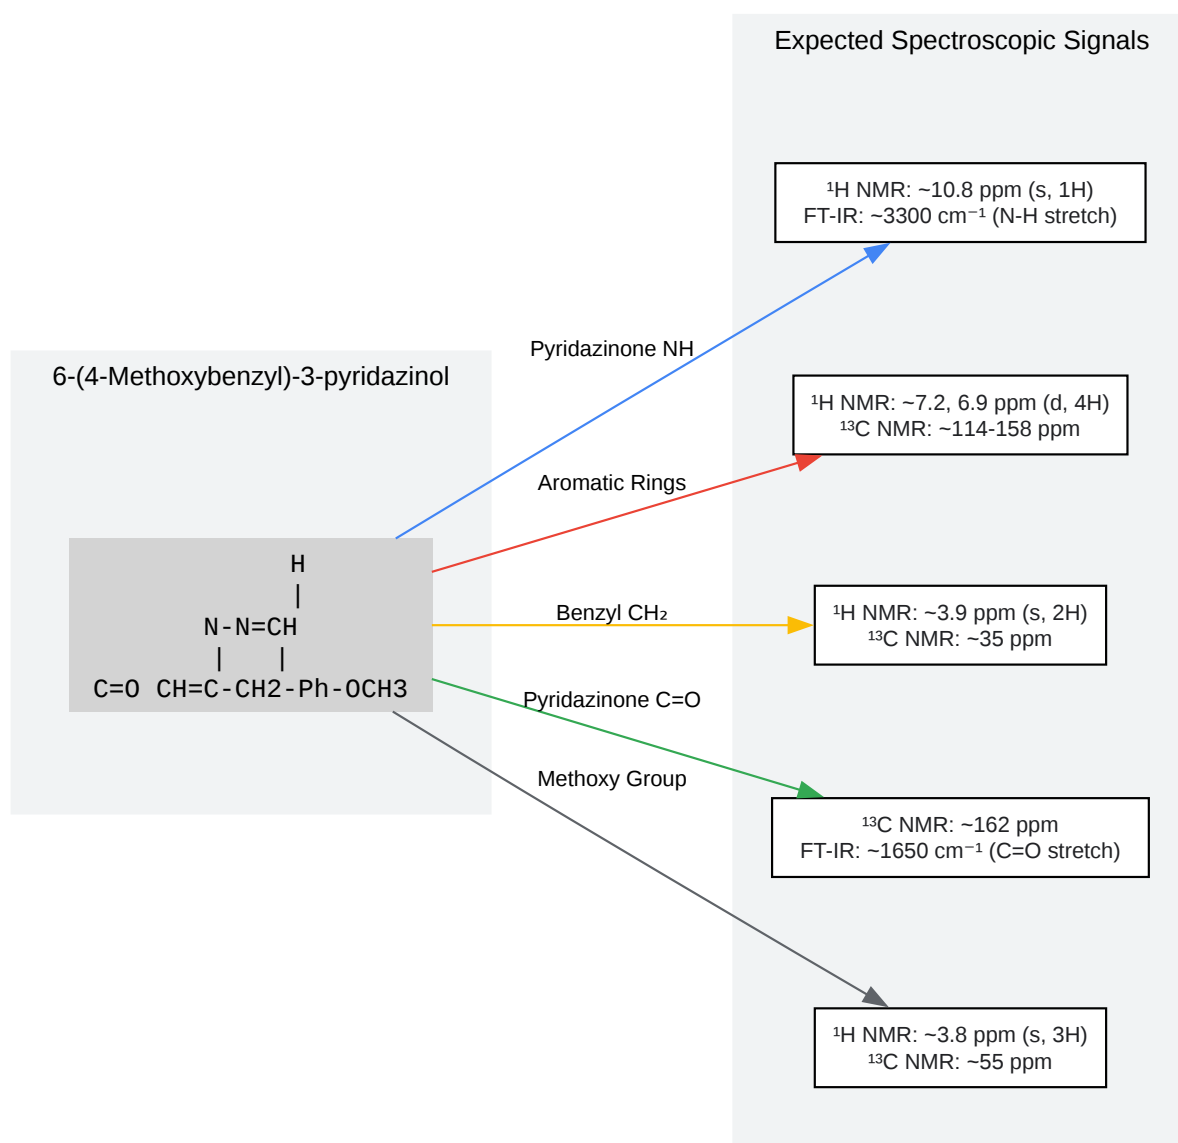 Expected Spectroscopic Signals
¹H NMR: ~10.8 ppm (s, 1H)
FT-IR: ~3300 cm⁻¹ (N-H stretch)
Pyridazinone NH
6-(4-Methoxybenzyl)-3-pyridazinol
¹H NMR: ~7.2, 6.9 ppm (d, 4H)
¹³C NMR: ~114-158 ppm
Aromatic Rings
H
|
N-N=CH
| |
C=O CH=C-CH2-Ph-OCH3
Benzyl CH₂
¹H NMR: ~3.9 ppm (s, 2H)
¹³C NMR: ~35 ppm
Pyridazinone C=O
Methoxy Group
¹³C NMR: ~162 ppm
FT-IR: ~1650 cm⁻¹ (C=O stretch)
¹H NMR: ~3.8 ppm (s, 3H)
¹³C NMR: ~55 ppm